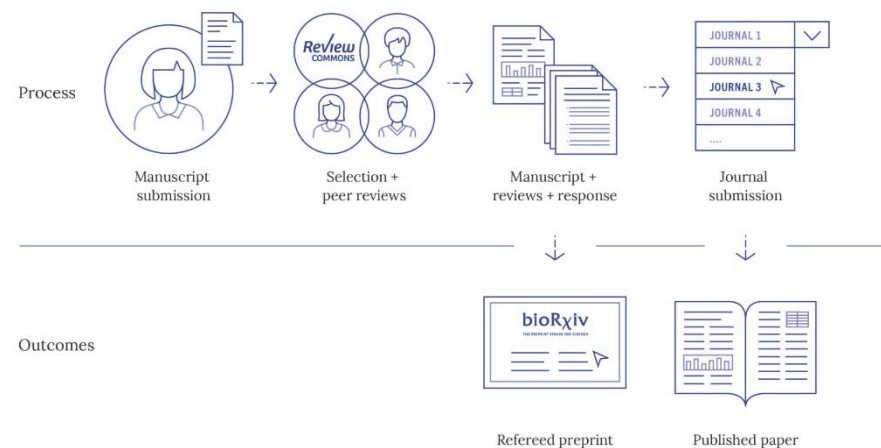 Process
Review
COMMONS
JOURNAL 1
JOURNAL 2
JOURNAL 3
JOURNAL 4
....
Manuscript
submission
Selection +
peer reviews
Manuscript +
reviews + response
Journal
submission
Outcomes
bioRχiv
THE PREPRINT SERVER FOR BIOLOGY
Refereed preprint
Published paper